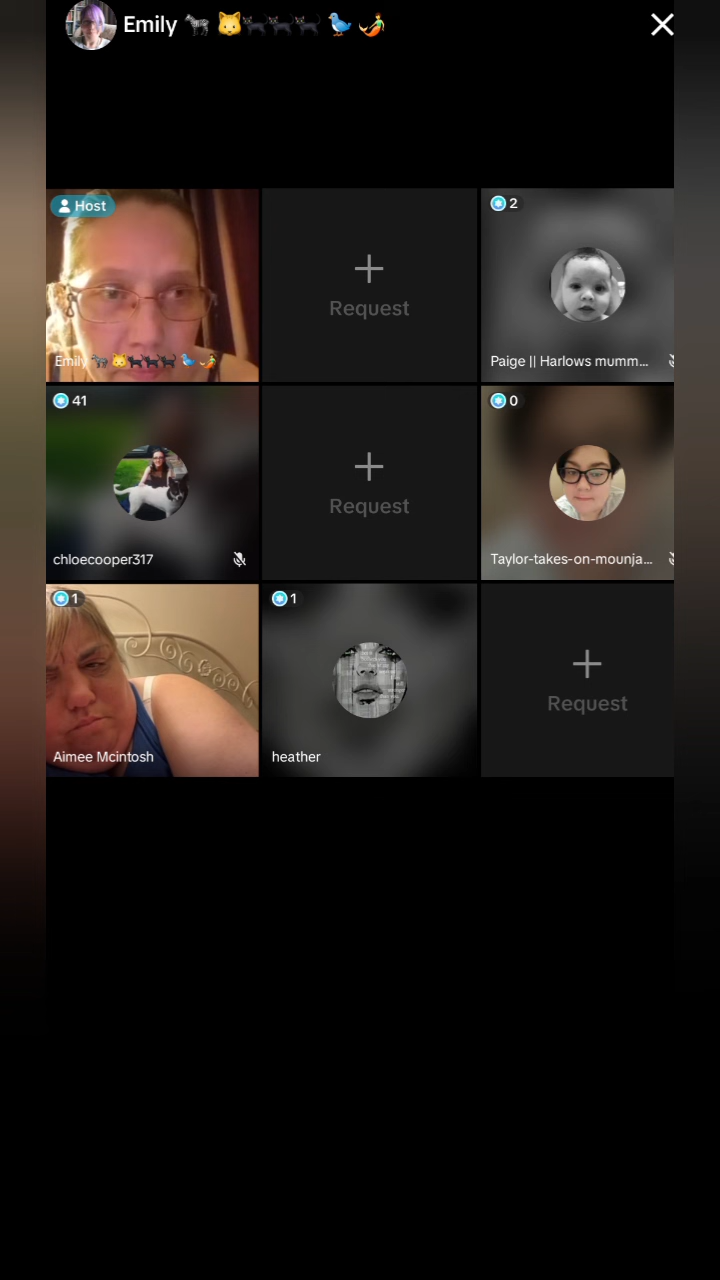 Emily 🦓 🐱🐈‍⬛🐈‍⬛🐈‍⬛ 🐦 🧜
Host
Emily 🦓 🐱🐈‍⬛🐈‍⬛🐈‍⬛ 🐦 🧜
Request
2
Paige || Harlows mumm...
41
chloecooper317
Request
0
Taylor-takes-on-mounja...
1
Aimee Mcintosh
1
heather
Request